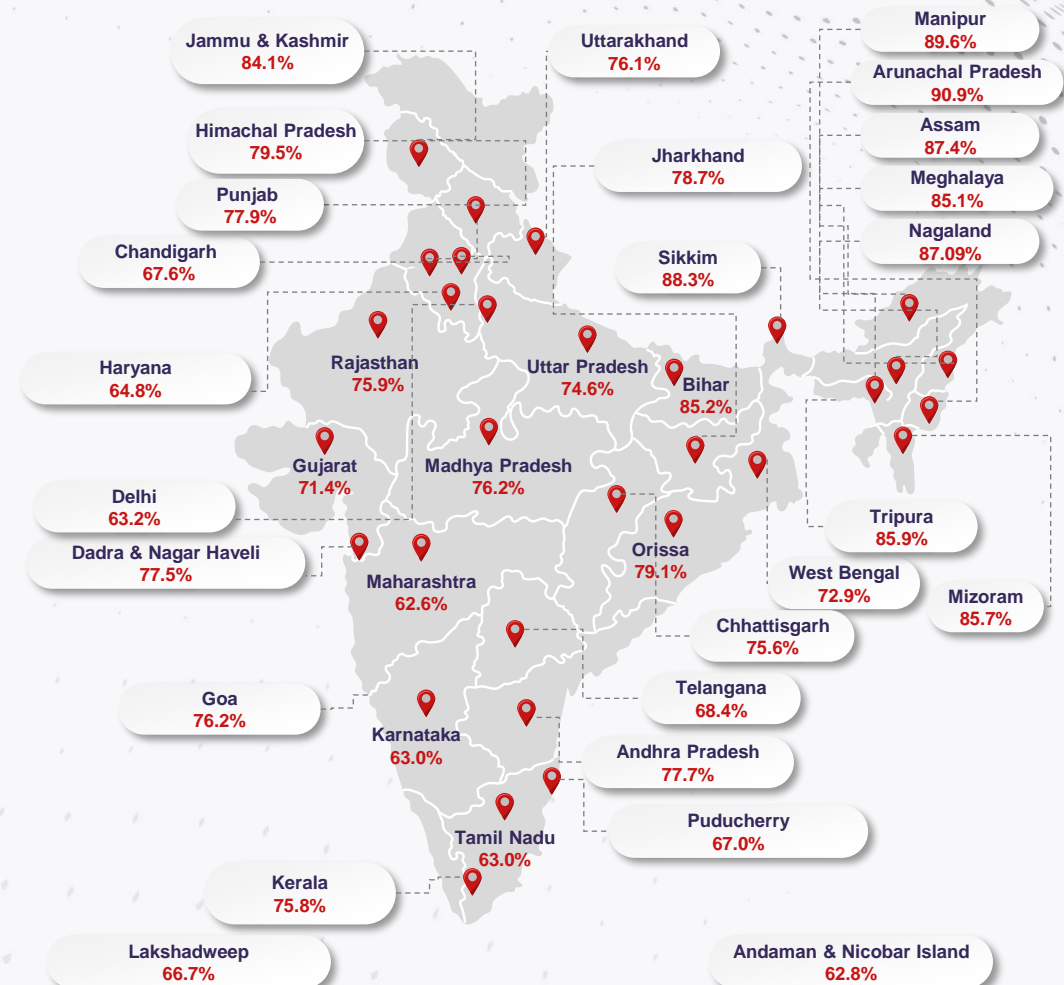 Jammu & Kashmir
84.1%
Uttarakhand
76.1%
Manipur
89.6%
Arunachal Pradesh
90.9%
Himachal Pradesh
79.5%
Jharkhand
78.7%
Assam
87.4%
Meghalaya
85.1%
Punjab
77.9%
Nagaland
87.09%
Chandigarh
67.6%
Sikkim
88.3%
Haryana
64.8%
Rajasthan
75.9%
Uttar Pradesh
74.6%
Bihar
85.2%
Gujarat
71.4%
Madhya Pradesh
76.2%
Delhi
63.2%
Tripura
85.9%
Dadra & Nagar Haveli
77.5%
Maharashtra
62.6%
Orissa
79.1%
West Bengal
72.9%
Mizoram
85.7%
Chhattisgarh
75.6%
Goa
76.2%
Telangana
68.4%
Karnataka
63.0%
Andhra Pradesh
77.7%
Puducherry
67.0%
Tamil Nadu
63.0%
Kerala
75.8%
Lakshadweep
66.7%
Andaman & Nicobar Island
62.8%